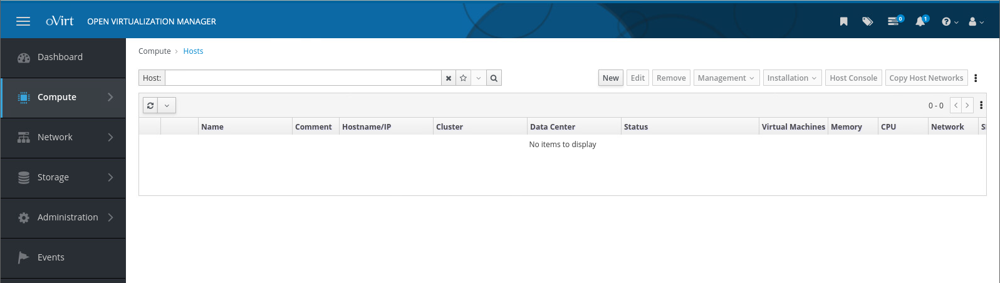 oVirt OPEN VIRTUALIZATION MANAGER 0 1
Dashboard
Compute
Network
Storage
Administration
Events
Compute › Hosts
Host: New Edit Remove Management Installation Host Console Copy Host Networks
0 - 0
Name Comment Hostname/IP Cluster Data Center Status Virtual Machines Memory CPU Network
No items to display